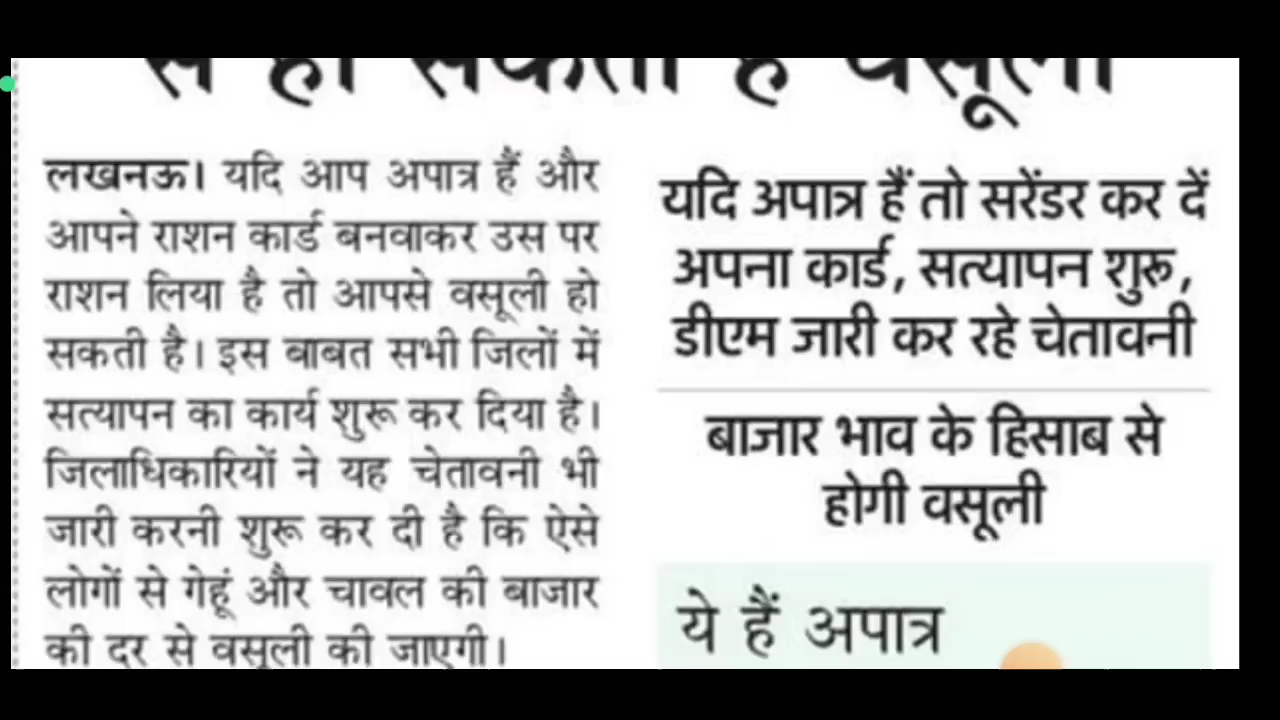 से हो सकती है वसूली
लखनऊ। यदि आप अपात्र हैं और
आपने राशन कार्ड बनवाकर उस पर
राशन लिया है तो आपसे वसूली हो
सकती है। इस बाबत सभी जिलों में
सत्यापन का कार्य शुरू कर दिया है।
जिलाधिकारियों ने यह चेतावनी भी
जारी करनी शुरू कर दी है कि ऐसे
लोगों से गेहूं और चावल की बाजार
की दर से वसूली की जाएगी।
यदि अपात्र हैं तो सरेंडर कर दें
अपना कार्ड, सत्यापन शुरू,
डीएम जारी कर रहे चेतावनी
बाजार भाव के हिसाब से
होगी वसूली
ये हैं अपात्र